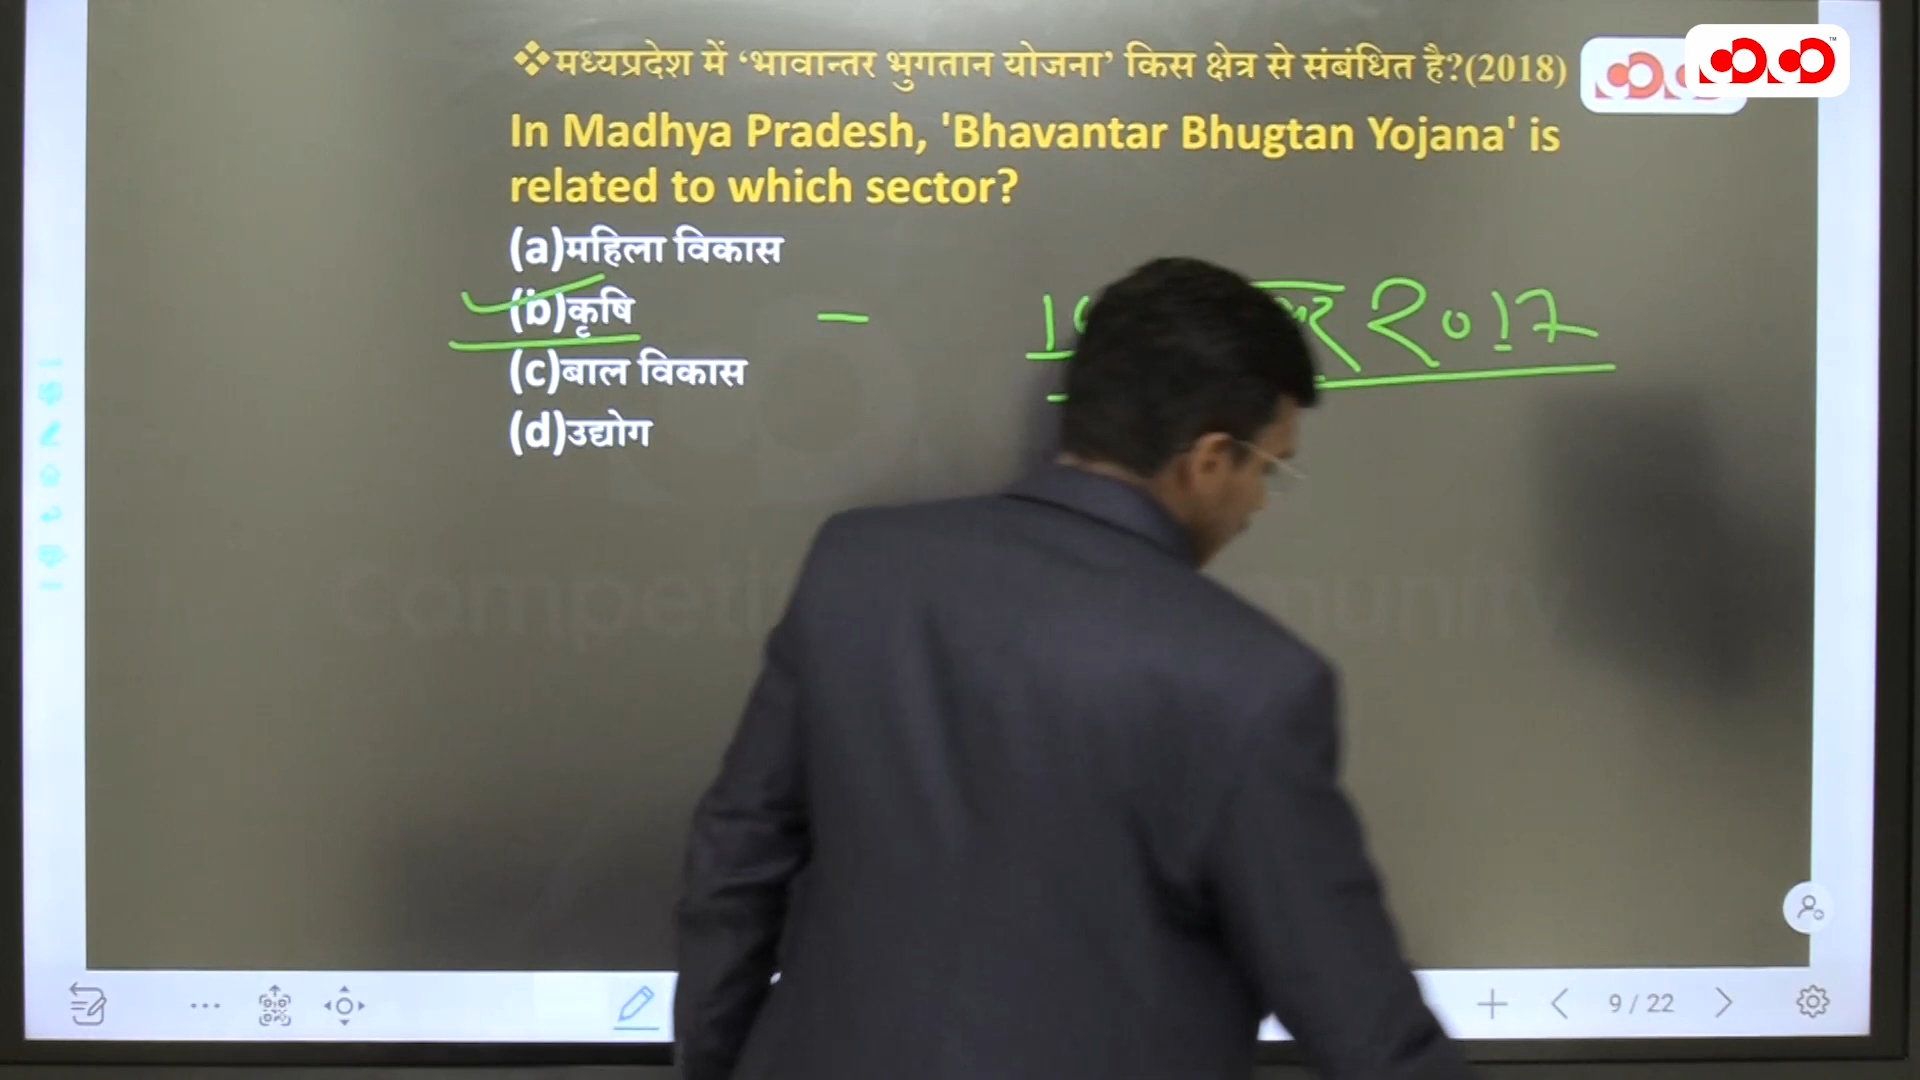 ❖मध्यप्रदेश में ‘भावान्तर भुगतान योजना’ किस क्षेत्र से संबंधित है?(2018)
In Madhya Pradesh, 'Bhavantar Bhugtan Yojana' is
related to which sector?
(a)महिला विकास
(b)कृषि
– २०17
(c)बाल विकास
(d)उद्योग
9 / 22